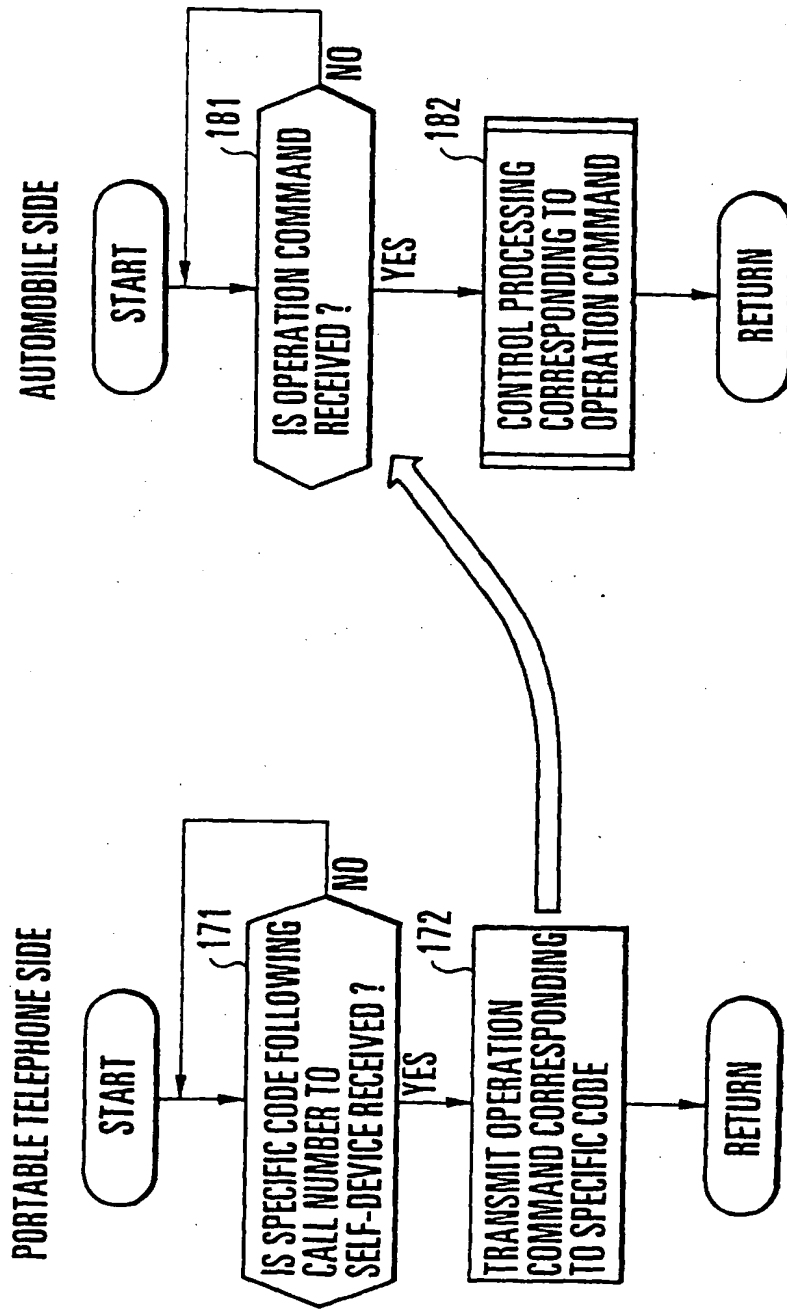 PORTABLE TELEPHONE SIDE
START
171
IS SPECIFIC CODE FOLLOWING
CALL NUMBER TO
SELF-DEVICE RECEIVED ?
NO
YES
172
TRANSMIT OPERATION
COMMAND CORRESPONDING
TO SPECIFIC CODE
RETURN
AUTOMOBILE SIDE
START
181
IS OPERATION COMMAND
RECEIVED ?
NO
YES
182
CONTROL PROCESSING
CORRESPONDING TO
OPERATION COMMAND
RETURN